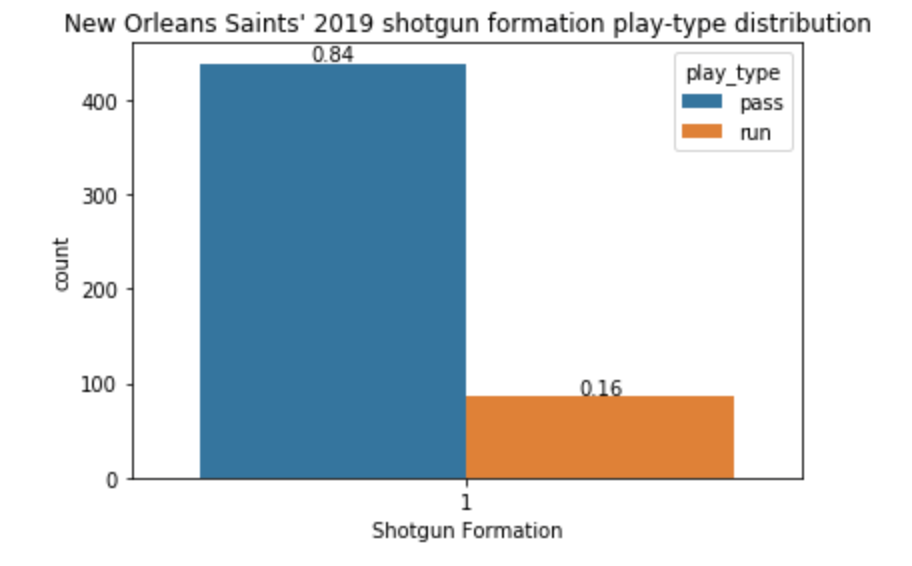 New Orleans Saints' 2019 shotgun formation play-type distribution
0.84
play_type
pass
run
400
300
200
100
0
count
0.16
1
Shotgun Formation